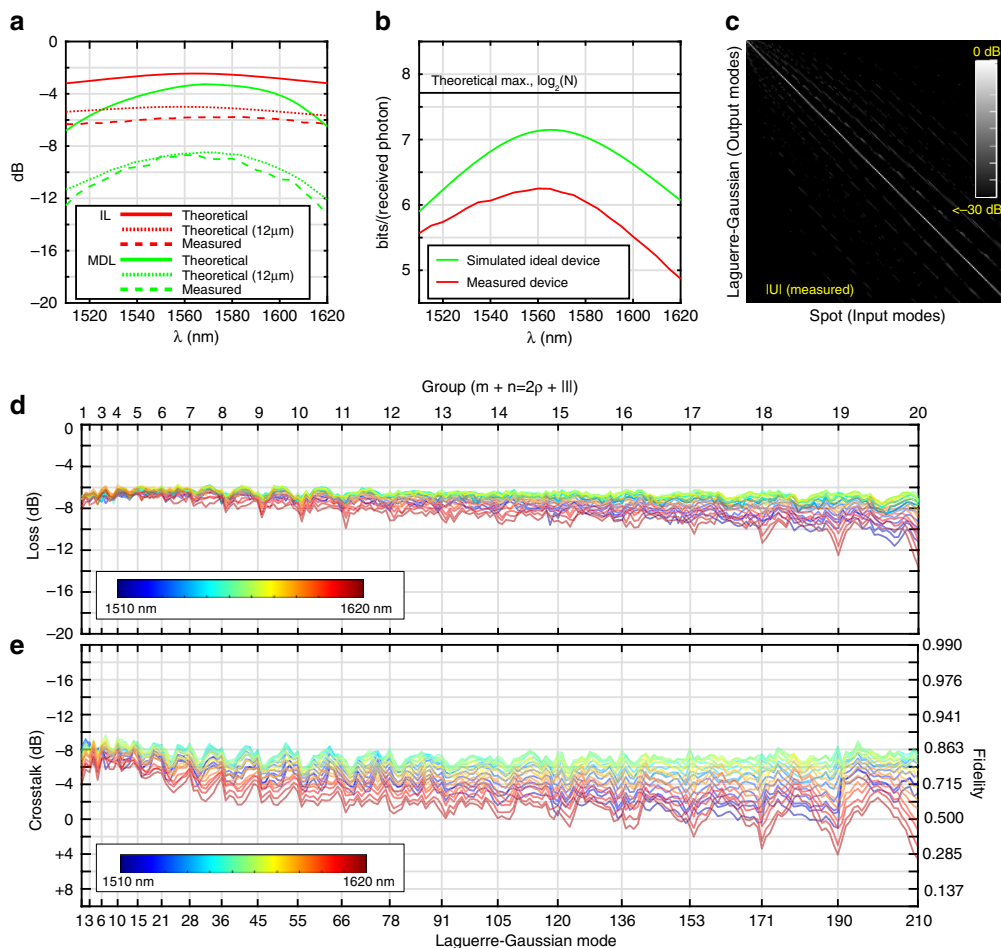 a
0
−4
−8
−12
−16
−20
dB
IL
Theoretical
Theoretical (12μm)
Measured
MDL
Theoretical
Theoretical (12μm)
Measured
1520 1540 1560 1580 1600 1620
λ (nm)
b
8
7
6
5
bits/(received photon)
Theoretical max., log2(N)
Simulated ideal device
Measured device
1520 1540 1560 1580 1600 1620
λ (nm)
c
Laguerre-Gaussian (Output modes)
0 dB
<−30 dB
|U| (measured)
Spot (Input modes)
d
Group (m + n=2ρ + |l|)
1 3 4 5 6 7 8 9 10 11 12 13 14 15 16 17 18 19 20
0
−4
−8
−12
−16
−20
Loss (dB)
1510 nm 1620 nm
e
−16
−12
−8
−4
0
+4
+8
Crosstalk (dB)
0.990
0.976
0.941
0.863
0.715
0.500
0.285
0.137
Fidelity
1510 nm 1620 nm
1 3 6 10 15 21 28 36 45 55 66 78 91 105 120 136 153 171 190 210
Laguerre-Gaussian mode